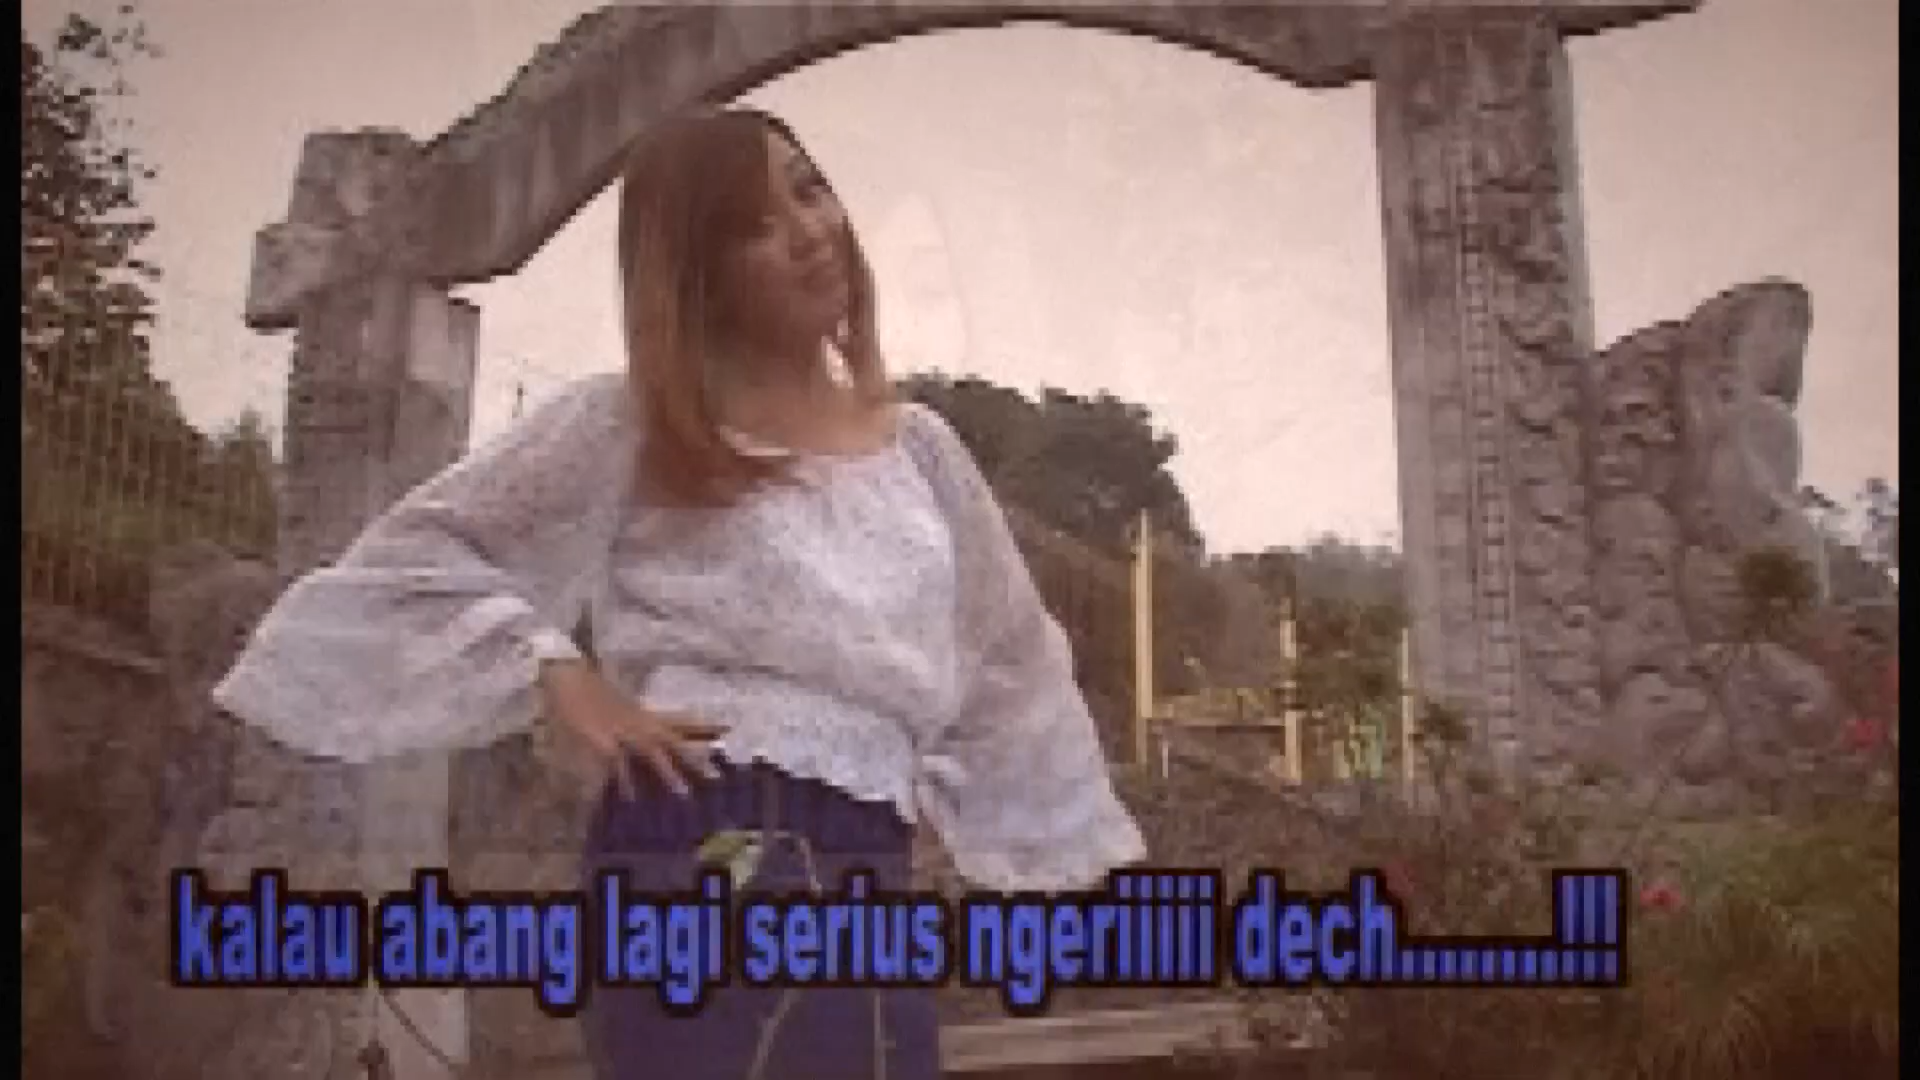 kalau abang lagi serius ngeriiiii dech.........!!!